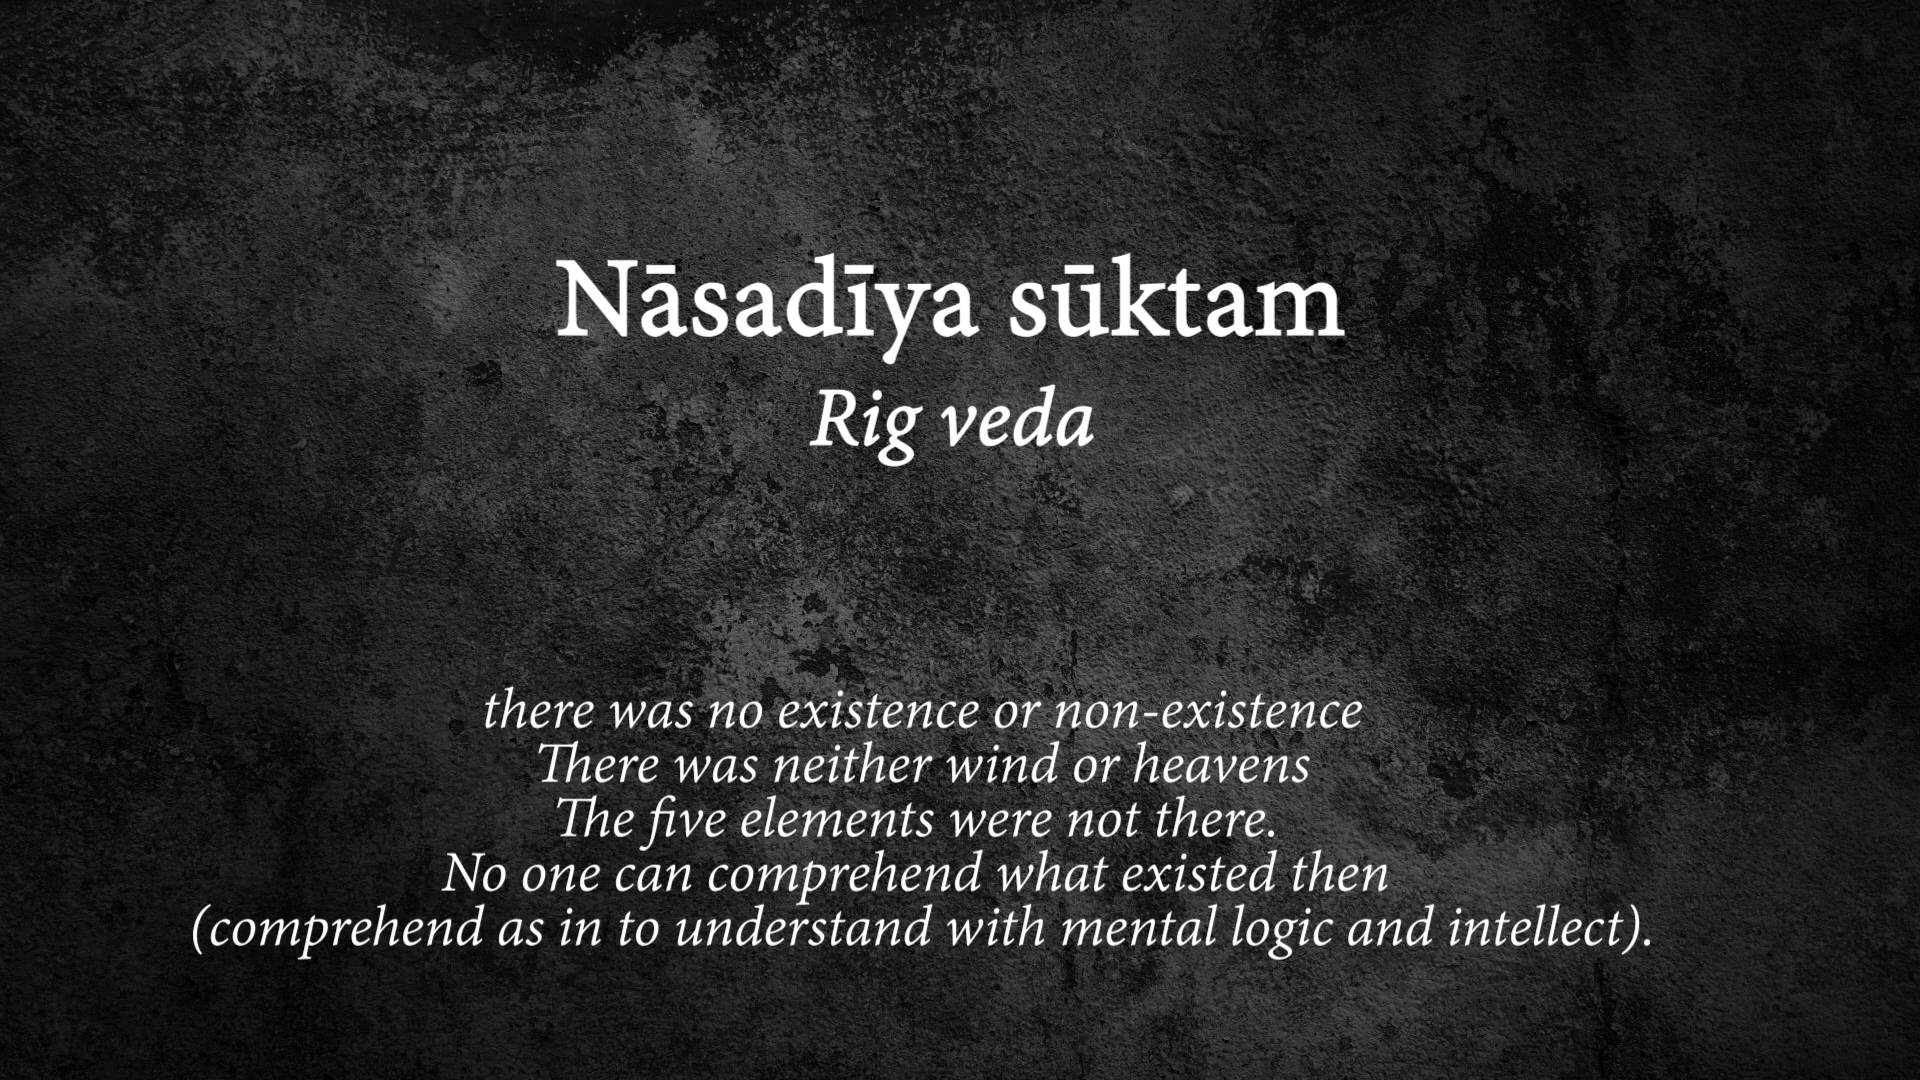 Nāsadīya sūktam
Rig veda
there was no existence or non-existence
There was neither wind or heavens
The five elements were not there.
No one can comprehend what existed then
(comprehend as in to understand with mental logic and intellect).